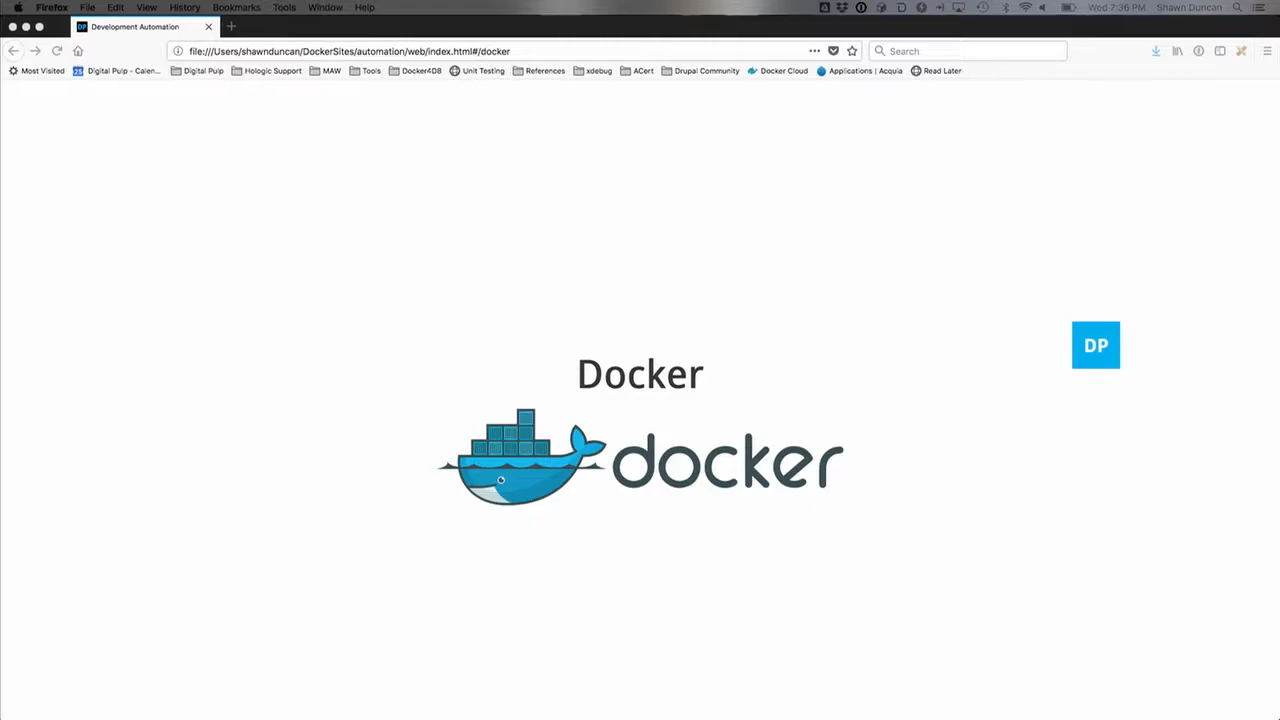 Firefox File Edit View History Bookmarks Tools Window Help Wed 7:36 PM Shawn Duncan
DP Development Automation
file:///Users/shawnduncan/DockerSites/automation/web/index.html#/docker Search
Most Visited 25 Digital Pulp - Calen... Digital Pulp Hologic Support MAW Tools Docker4D8 Unit Testing References xdebug ACert Drupal Community Docker Cloud Applications | Acquia Read Later
DP
Docker
docker